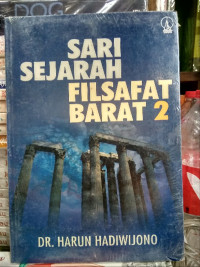 SARI
SEJARAH
FILSAFAT
BARAT 2
DR. HARUN HADIWIJONO